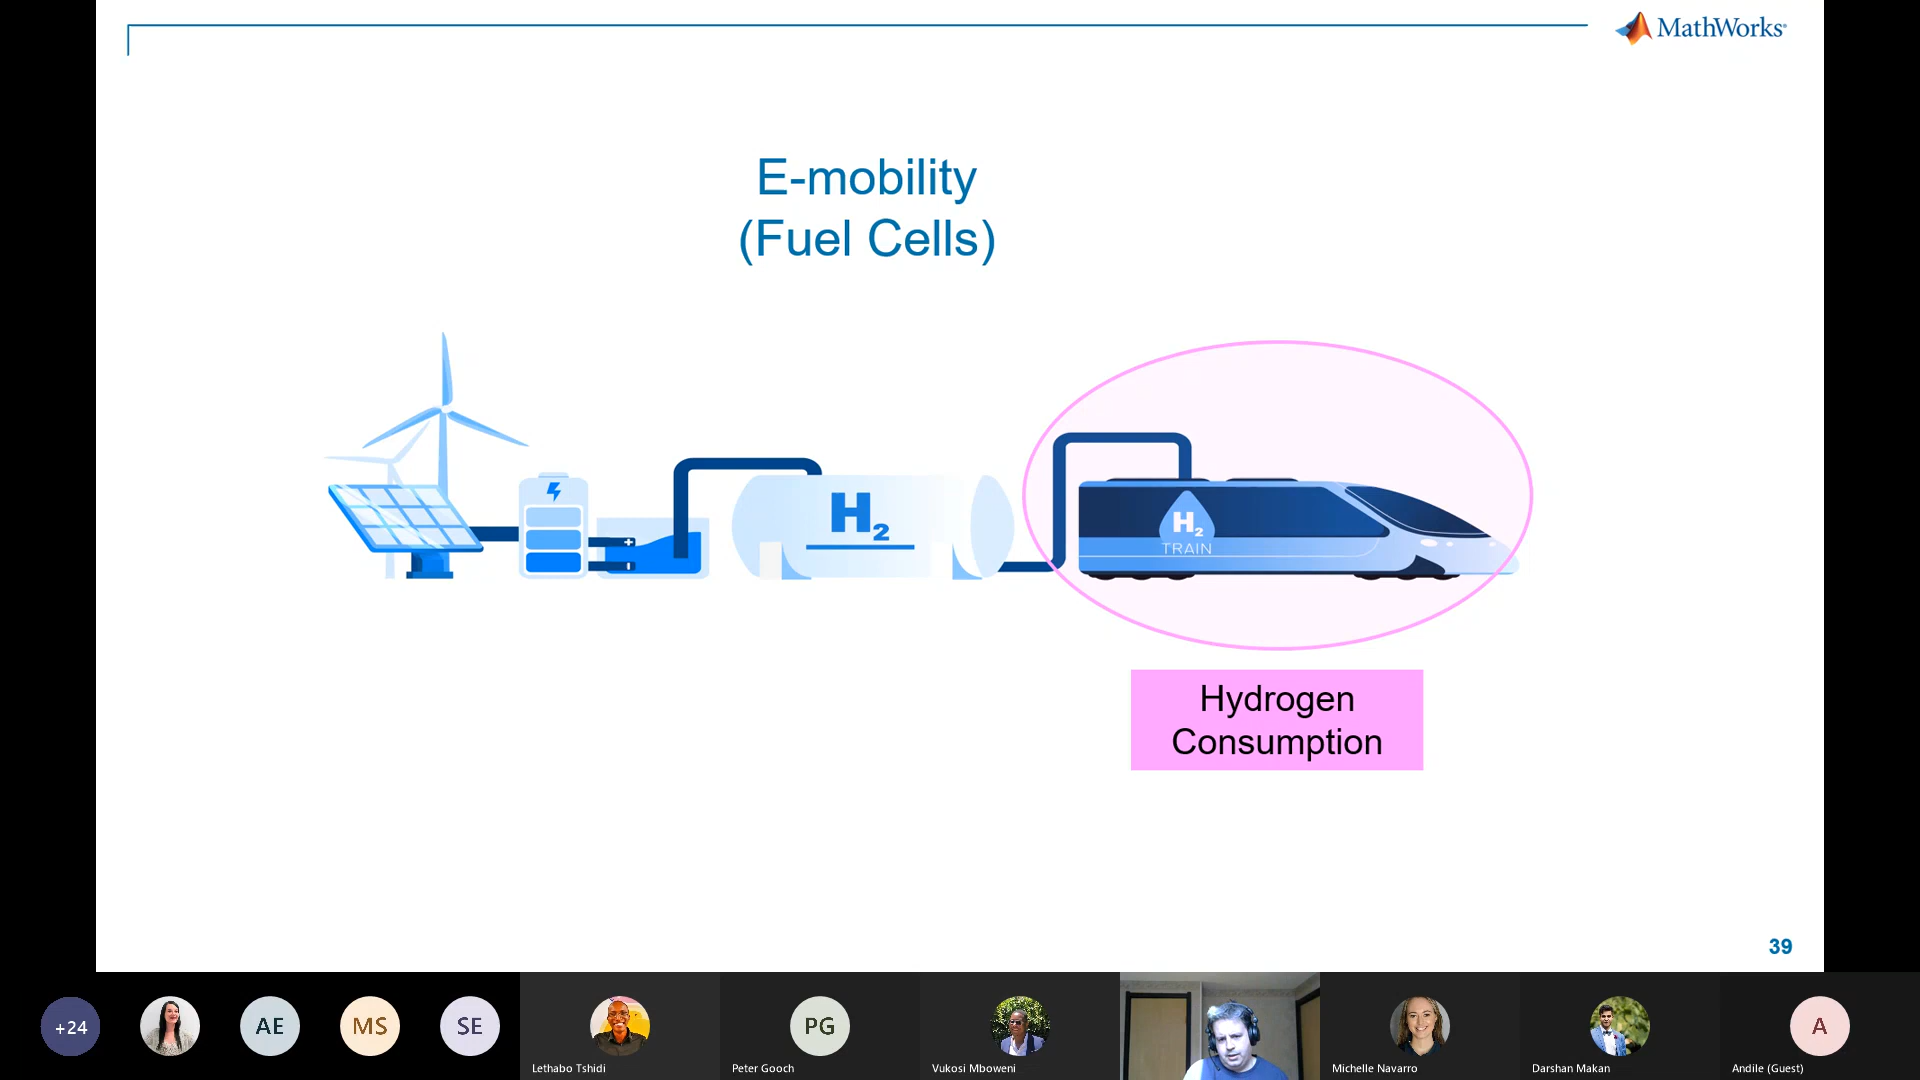 MathWorks®
E-mobility
(Fuel Cells)
H2
H2
TRAIN
Hydrogen
Consumption
39
+24
AE
MS
SE
PG
A
Lethabo Tshidi
Peter Gooch
Vukosi Mboweni
Michelle Navarro
Darshan Makan
Andile (Guest)